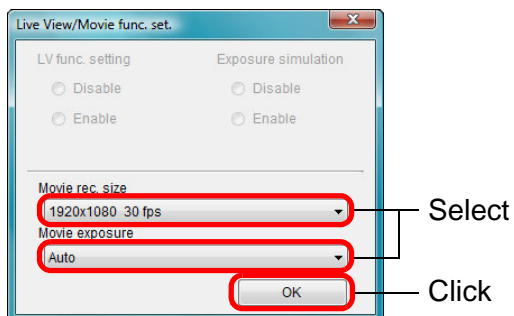 Live View/Movie func. set.
LV func. setting Exposure simulation
Disable Disable
Enable Enable
Movie rec. size
1920x1080 30 fps
Select
Movie exposure
Auto
OK
Click